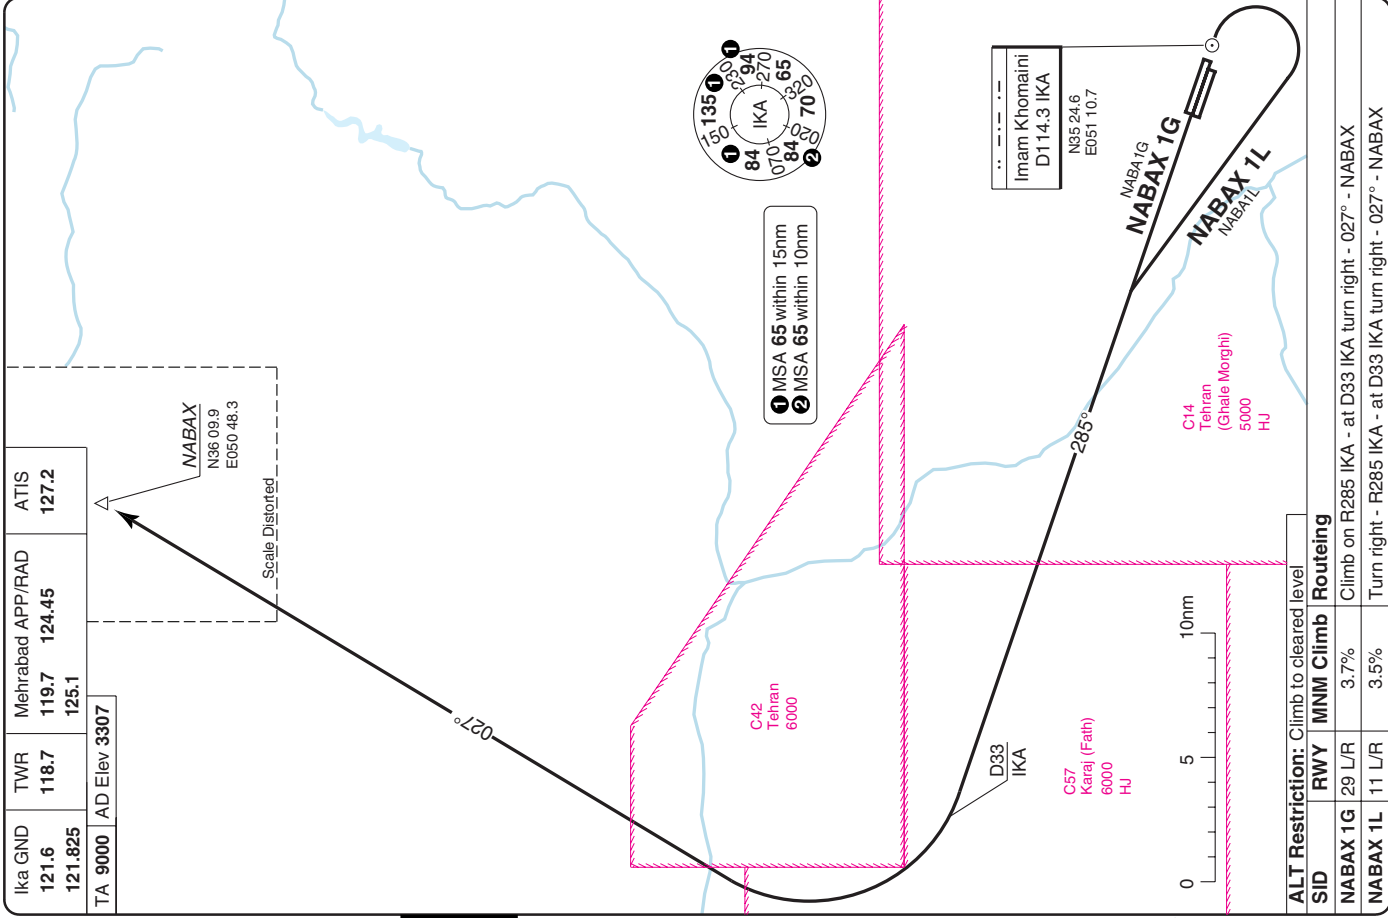 Ika GND
121.6
121.825
TWR
118.7
Mehrabad APP/RAD
119.7 124.45
125.1
ATIS
127.2
TA 9000
AD Elev 3307
NABAX
N36 09.9
E050 48.3
Scale Distorted
027°
150
135
230
94
270
65
320
70
020
84
070
84
IKA
1
1
1
2
1 MSA 65 within 15nm
2 MSA 65 within 10nm
Imam Khomaini
D114.3 IKA
N35 24.6
E051 10.7
NABA1G
NABAX 1G
NABAX 1L
NABA1L
285°
C14
Tehran
(Ghale Morghi)
5000
HJ
C42
Tehran
6000
D33
IKA
C57
Karaj (Fath)
6000
HJ
0 5 10nm
ALT Restriction: Climb to cleared level
SID RWY MNM Climb Routeing
NABAX 1G 29 L/R 3.7% Climb on R285 IKA - at D33 IKA turn right - 027° - NABAX
NABAX 1L 11 L/R 3.5% Turn right - R285 IKA - at D33 IKA turn right - 027° - NABAX